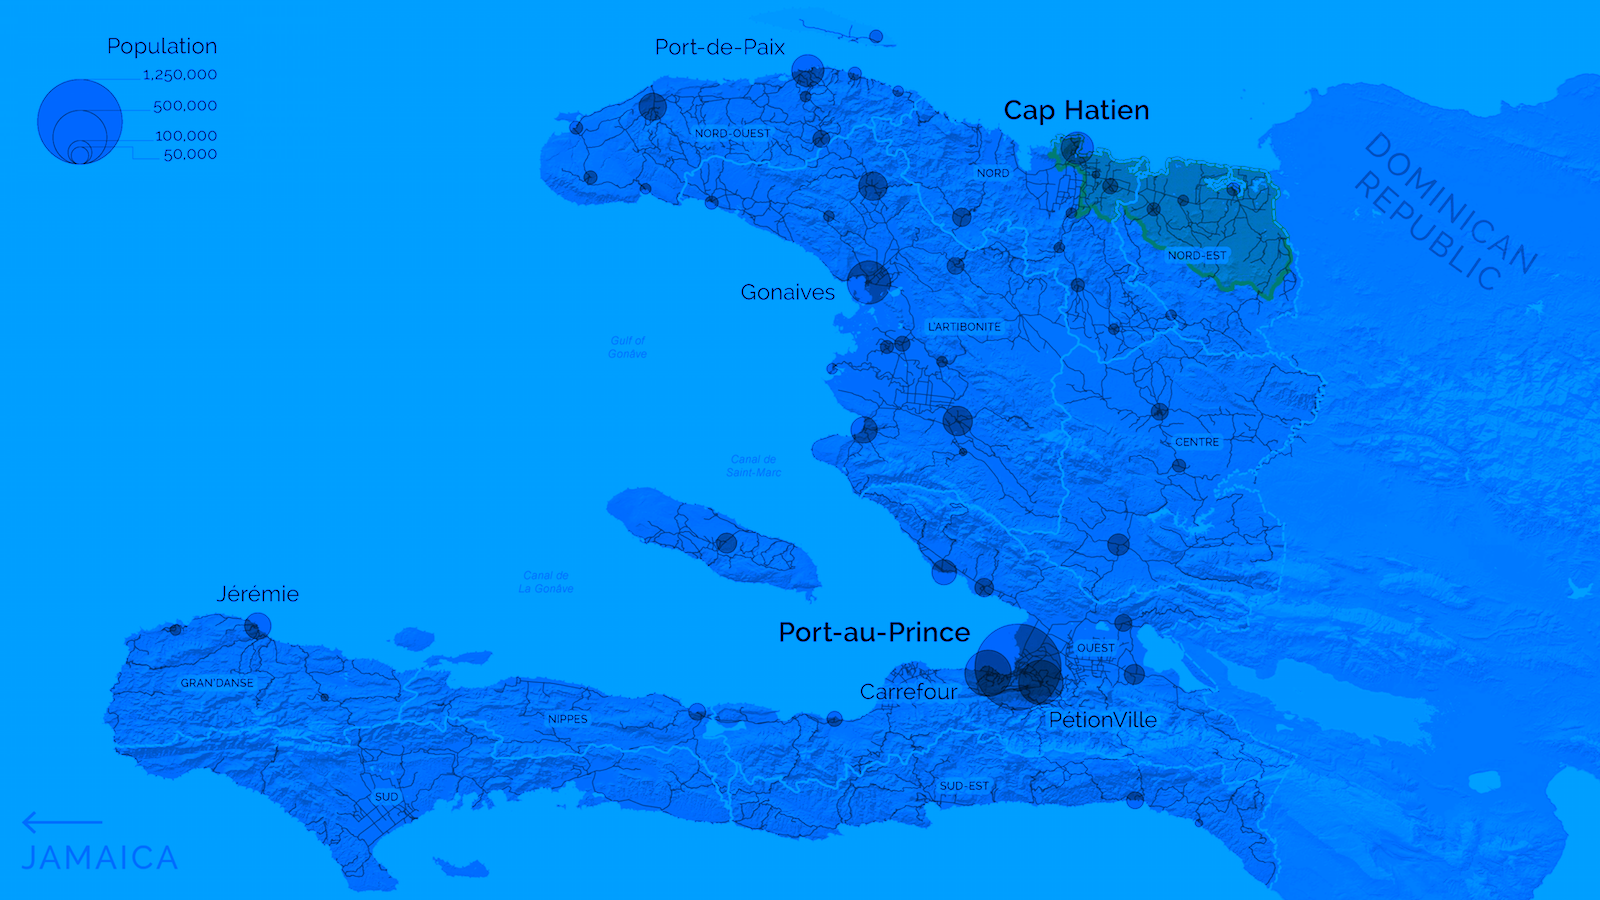 Population
1,250,000
500,000
100,000
50,000
Port-de-Paix
Cap Hatien
NORD-OUEST
NORD
DOMINICAN
REPUBLIC
NORD-EST
Gonaives
L'ARTIBONITE
Gulf of
Gonâve
CENTRE
Canal de
Saint-Marc
Canal de
La Gonâve
Jérémie
Port-au-Prince
OUEST
Carrefour
GRAN'DANSE
PétionVille
NIPPES
SUD-EST
SUD
JAMAICA